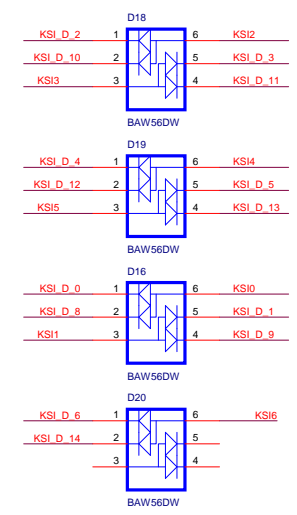 D18
KSI_D_2 1 6 KSI2
KSI_D_10 2 5 KSI_D_3
KSI3 3 4 KSI_D_11
BAW56DW
D19
KSI_D_4 1 6 KSI4
KSI_D_12 2 5 KSI_D_5
KSI5 3 4 KSI_D_13
BAW56DW
D16
KSI_D_0 1 6 KSI0
KSI_D_8 2 5 KSI_D_1
KSI1 3 4 KSI_D_9
BAW56DW
D20
KSI_D_6 1 6 KSI6
KSI_D_14 2 5
3 4
BAW56DW